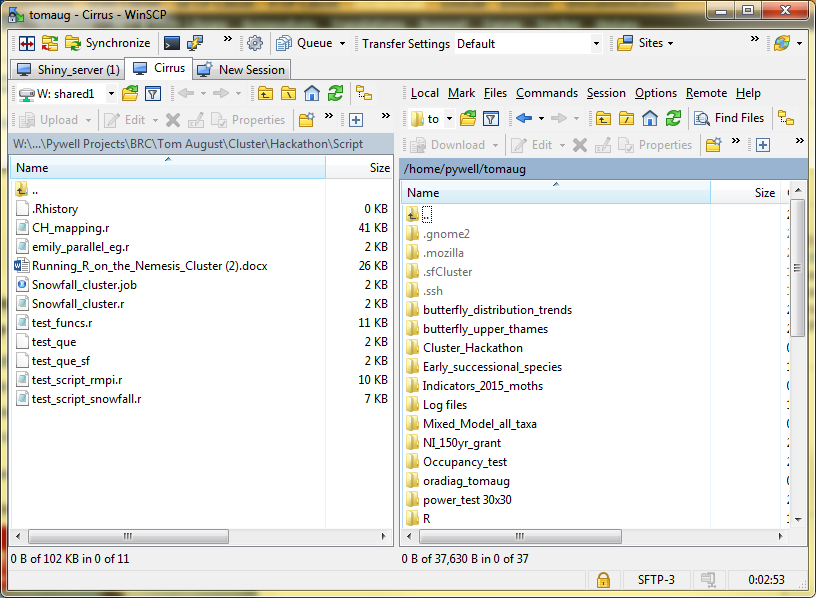 tomaug - Cirrus - WinSCP
Synchronize » Queue Transfer Settings Default Sites »
Shiny_server (1) Cirrus New Session
W: shared1
Local Mark Files Commands Session Options Remote Help
to Find Files
Upload Edit Properties » »
Download Edit Properties » »
W:\...\Pywell Projects\BRC\Tom August\Cluster\Hackathon\Script
Name Size
..
.Rhistory 0 KB
CH_mapping.r 41 KB
emily_parallel_eg.r 2 KB
Running_R_on_the_Nemesis_Cluster (2).docx 26 KB
Snowfall_cluster.job 2 KB
Snowfall_cluster.r 2 KB
test_funcs.r 11 KB
test_que 2 KB
test_que_sf 2 KB
test_script_rmpi.r 10 KB
test_script_snowfall.r 7 KB
0 B of 102 KB in 0 of 11
/home/pywell/tomaug
Name Size
..
.gnome2
.mozilla
.sfCluster
.ssh
butterfly_distribution_trends
butterfly_upper_thames
Cluster_Hackathon
Early_successional_species
Indicators_2015_moths
Log files
Mixed_Model_all_taxa
NI_150yr_grant
Occupancy_test
oradiag_tomaug
power_test 30x30
R
0 B of 37,630 B in 0 of 37
SFTP-3 0:02:53